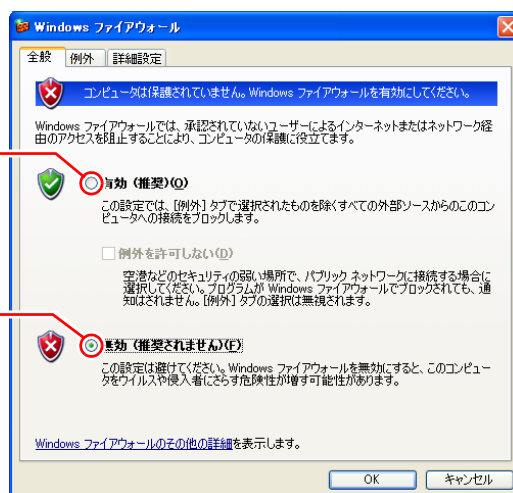 Windows ファイアウォール
全般 例外 詳細設定
コンピュータは保護されていません。Windows ファイアウォールを有効にしてください。
Windows ファイアウォールでは、承認されていないユーザーによるインターネットまたはネットワーク経
由のアクセスを阻止することにより、コンピュータの保護に役立てます。
有効 (推奨)(O)
この設定では、[例外] タブで選択されたものを除くすべての外部ソースからのこのコン
ピュータへの接続をブロックします。
例外を許可しない(D)
空港などのセキュリティの弱い場所で、パブリック ネットワークに接続する場合に
選択してください。プログラムが Windows ファイアウォールでブロックされても、通
知はされません。[例外] タブの選択は無視されます。
無効 (推奨されません)(F)
この設定は避けてください。Windows ファイアウォールを無効にすると、このコンピュー
タをウイルスや侵入者にさらす危険性が増す可能性があります。
Windows ファイアウォールのその他の詳細を表示します。
OK キャンセル